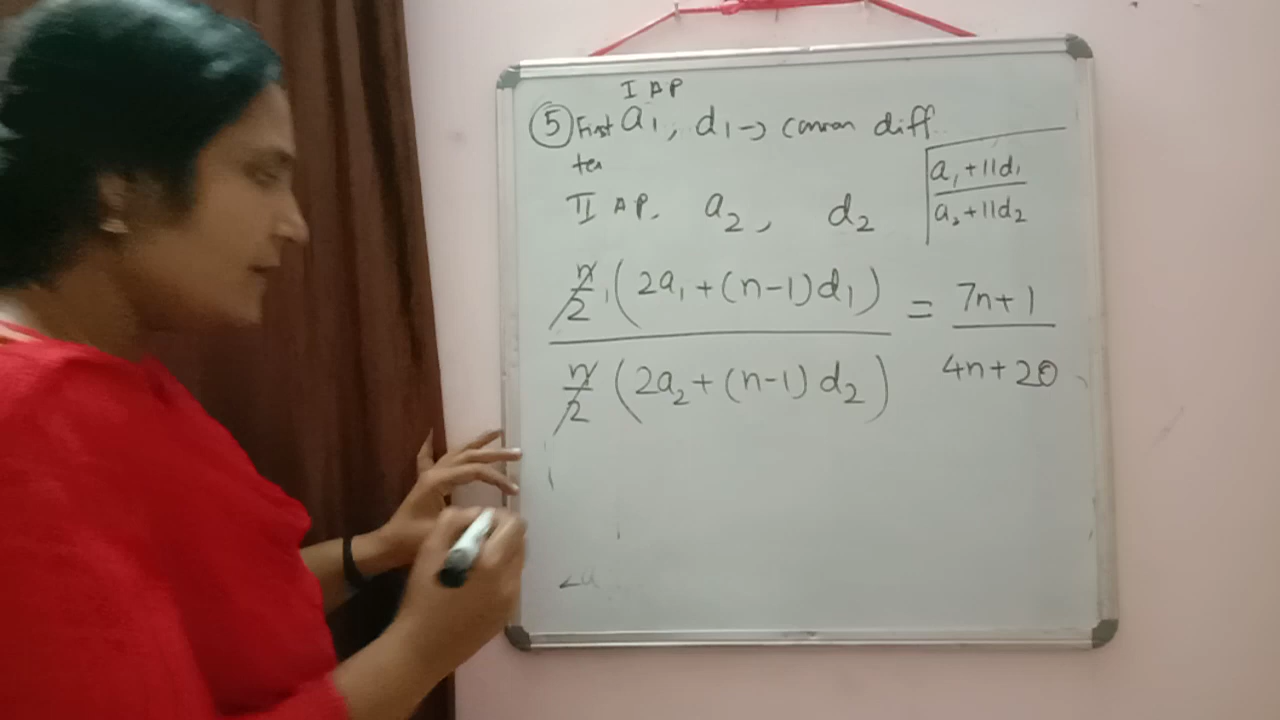 I AP
⑤ First a₁, d₁ → common diff
ter
II AP. a₂, d₂
a₁+11d₁
a₂+11d₂
n/2 (2a₁+(n-1)d₁) = 7n+1
n/2 (2a₂+(n-1)d₂) 4n+20